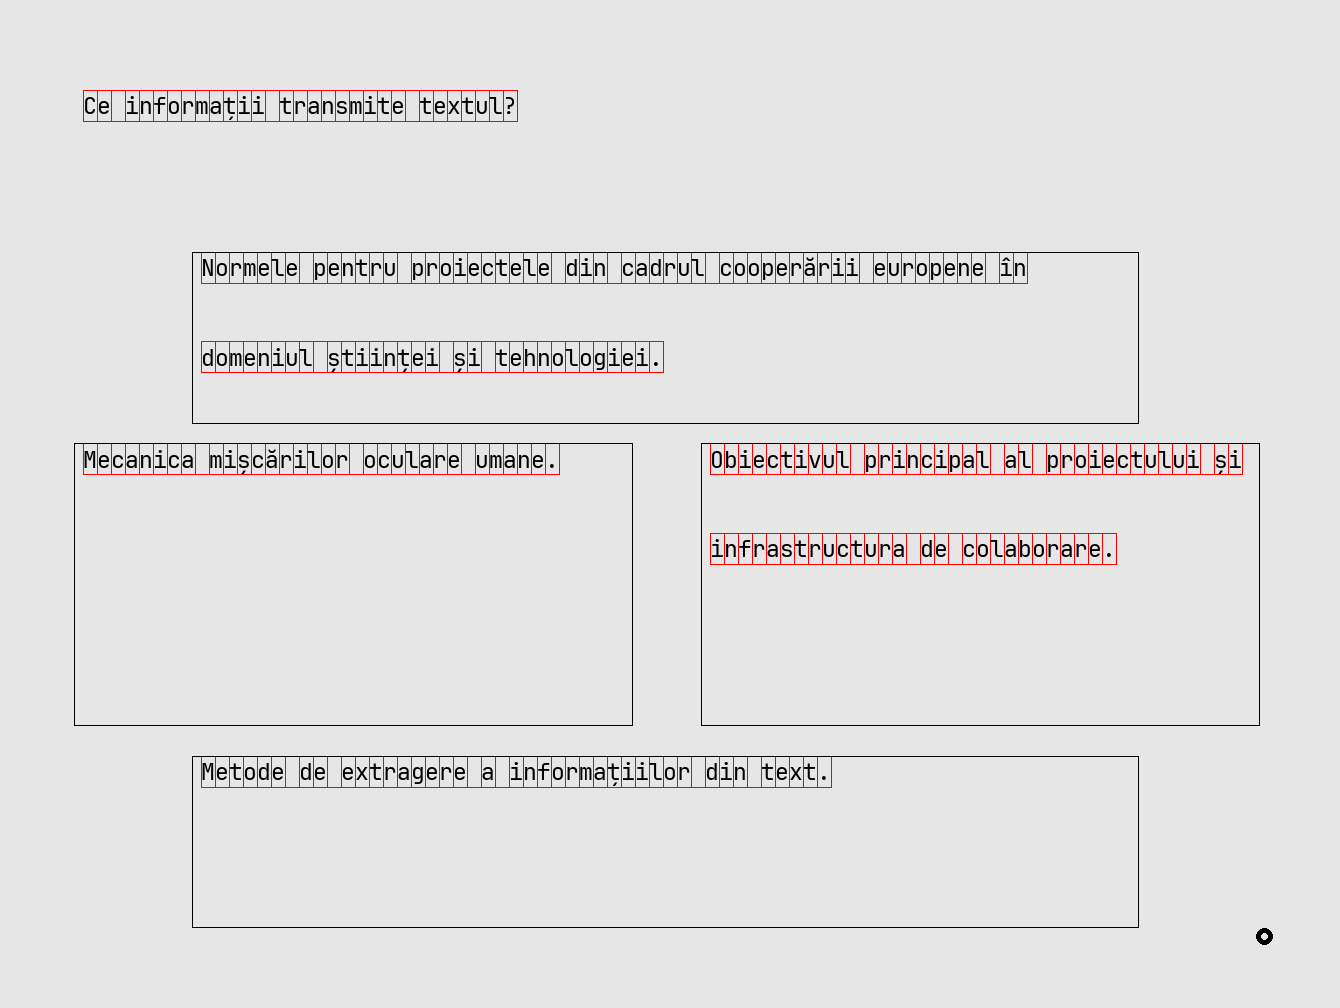 Ce informații transmite textul?
Normele pentru proiectele din cadrul cooperării europene în
domeniul științei și tehnologiei.
Mecanica mișcărilor oculare umane.
Obiectivul principal al proiectului și
infrastructura de colaborare.
Metode de extragere a informațiilor din text.